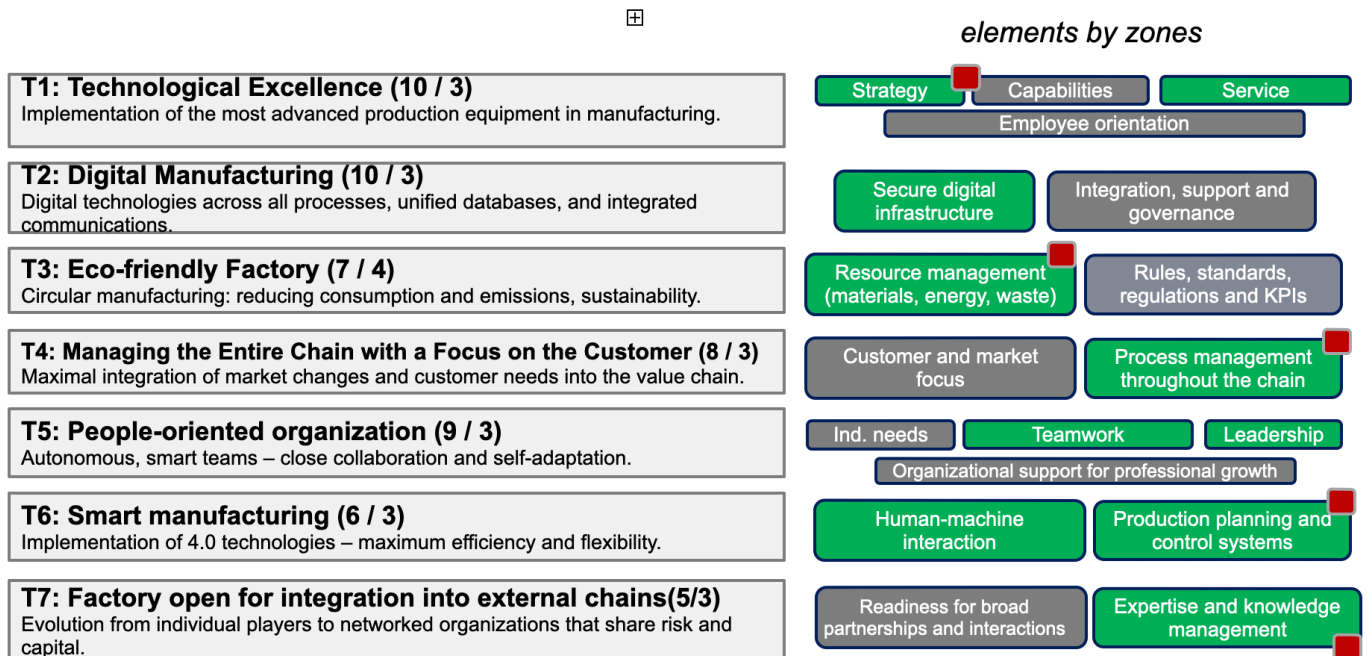 elements by zones
T1: Technological Excellence (10 / 3)
Implementation of the most advanced production equipment in manufacturing.
Strategy
Capabilities
Service
Employee orientation
T2: Digital Manufacturing (10 / 3)
Digital technologies across all processes, unified databases, and integrated
communications.
Secure digital
infrastructure
Integration, support and
governance
T3: Eco-friendly Factory (7 / 4)
Circular manufacturing: reducing consumption and emissions, sustainability.
Resource management
(materials, energy, waste)
Rules, standards,
regulations and KPIs
T4: Managing the Entire Chain with a Focus on the Customer (8 / 3)
Maximal integration of market changes and customer needs into the value chain.
Customer and market
focus
Process management
throughout the chain
T5: People-oriented organization (9 / 3)
Autonomous, smart teams – close collaboration and self-adaptation.
Ind. needs
Teamwork
Leadership
Organizational support for professional growth
T6: Smart manufacturing (6 / 3)
Implementation of 4.0 technologies – maximum efficiency and flexibility.
Human-machine
interaction
Production planning and
control systems
T7: Factory open for integration into external chains(5/3)
Evolution from individual players to networked organizations that share risk and
capital.
Readiness for broad
partnerships and interactions
Expertise and knowledge
management